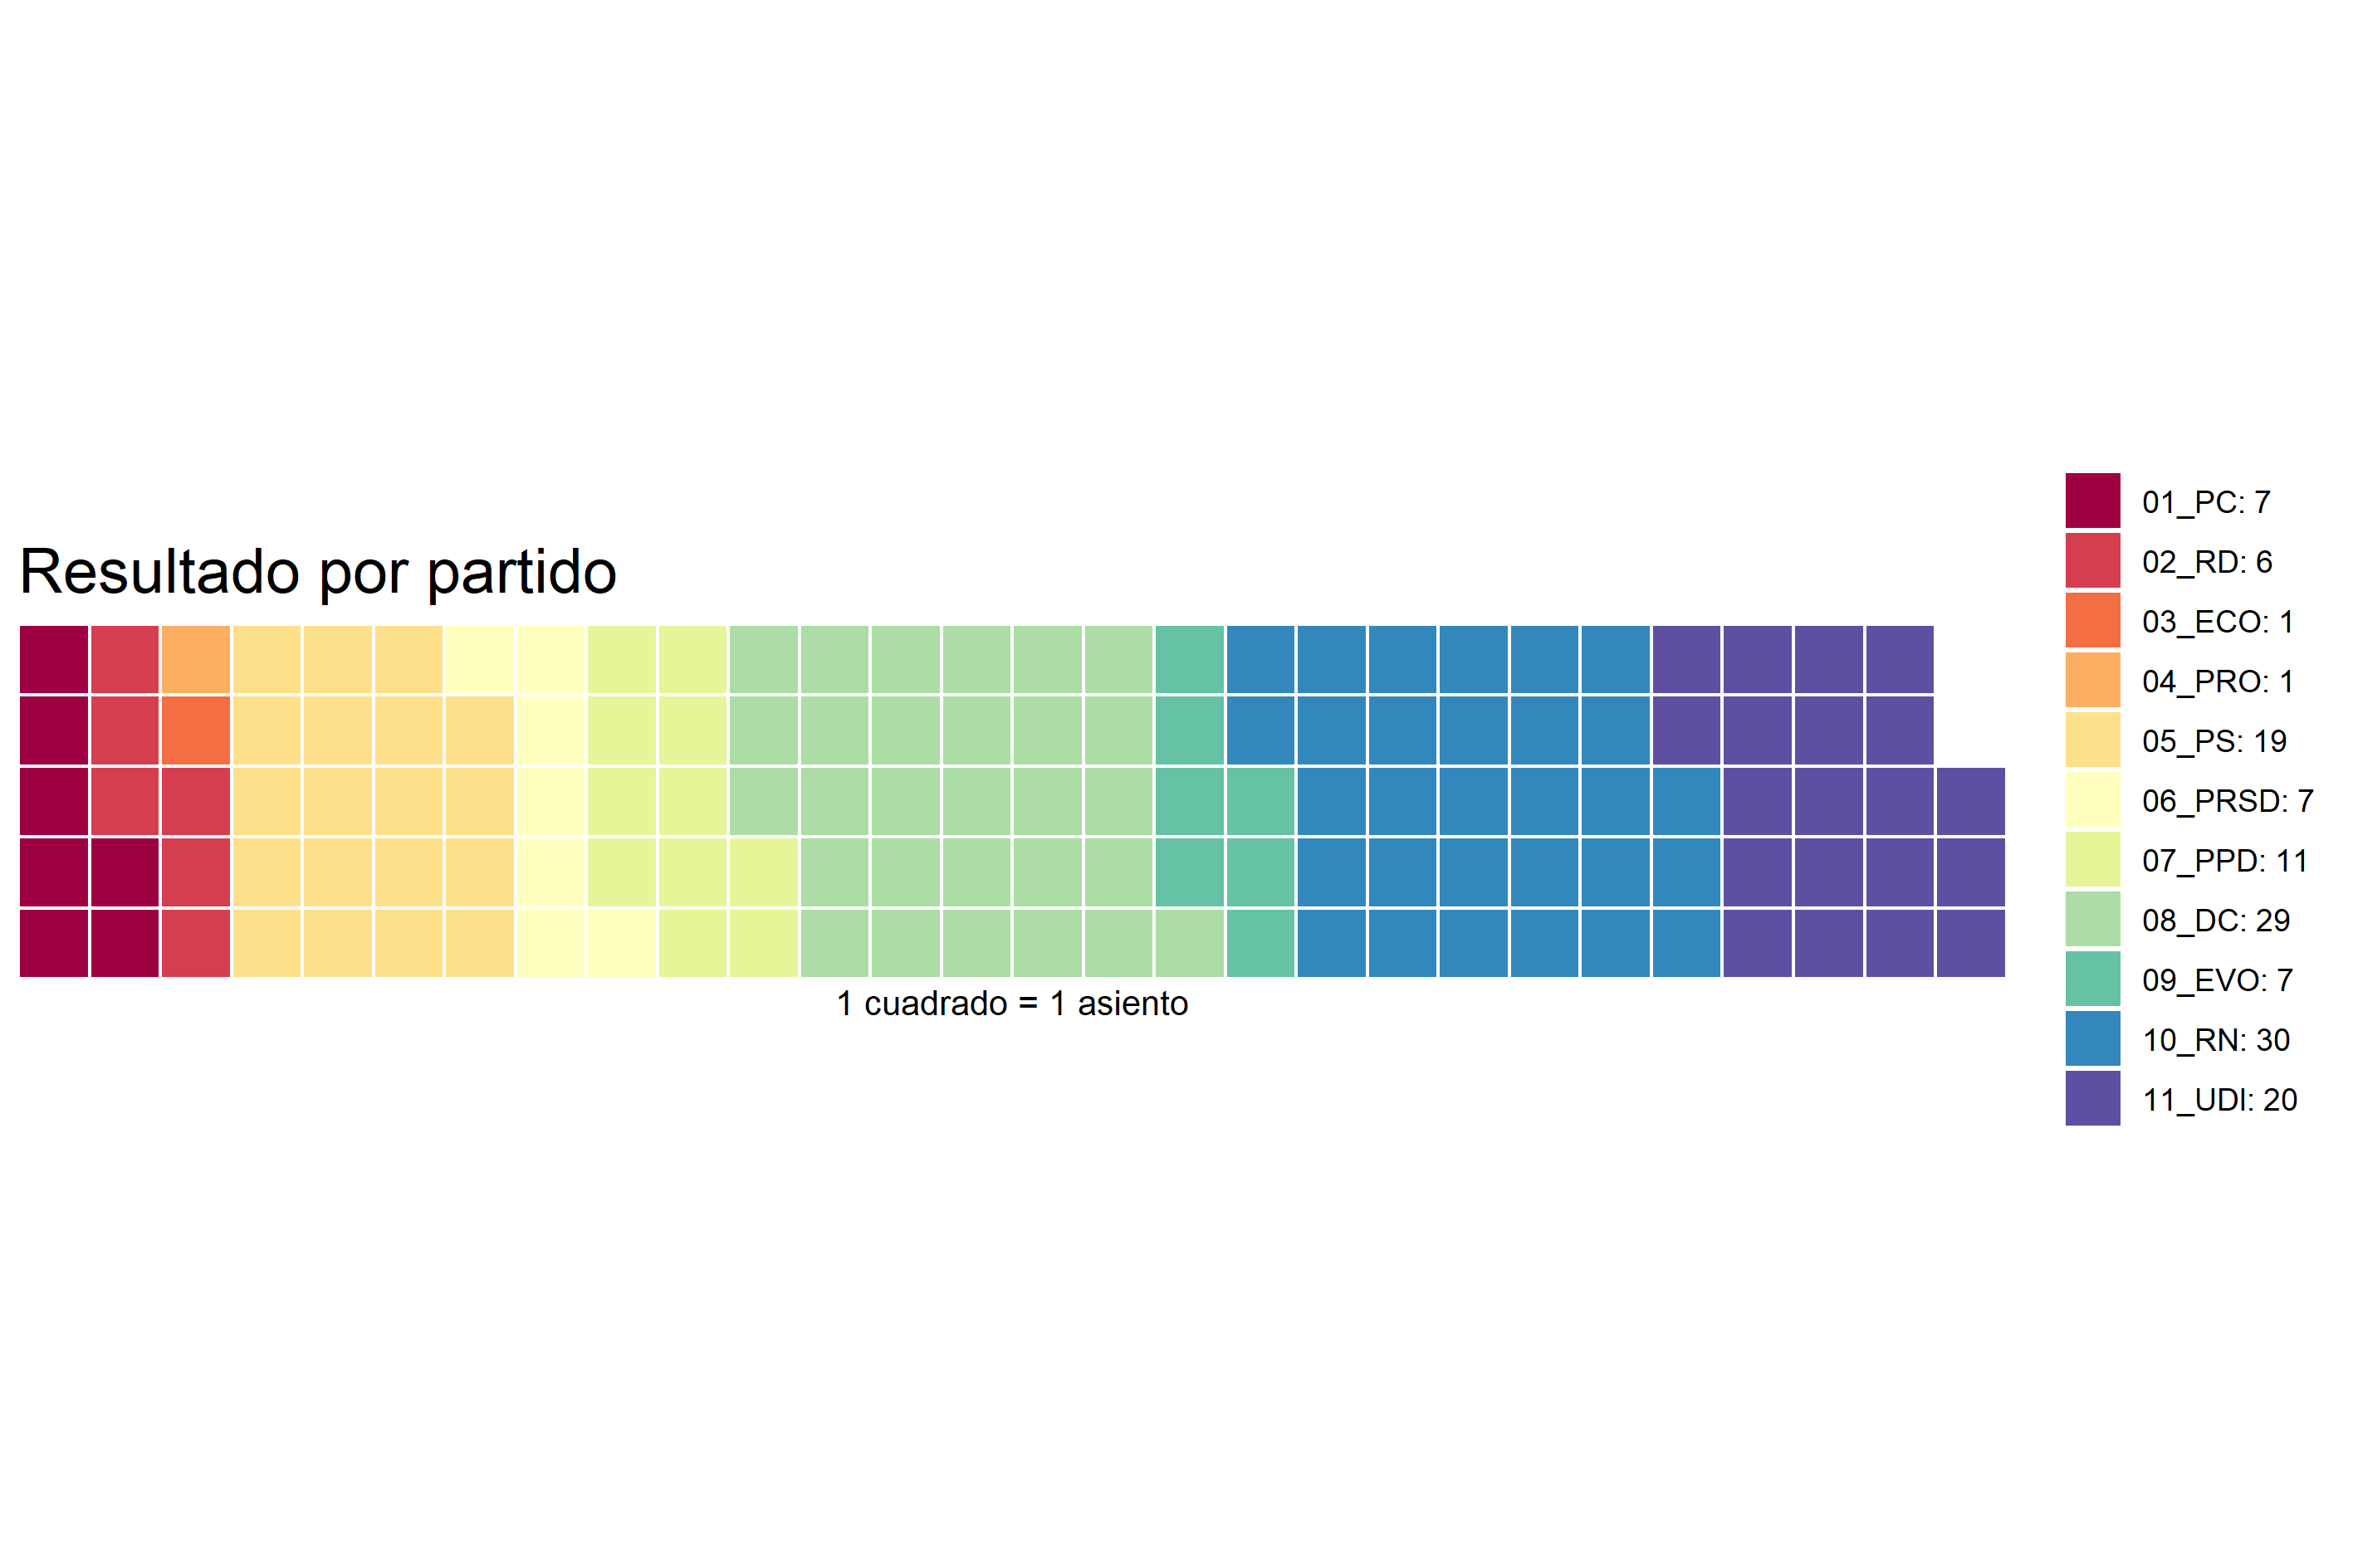 Resultado por partido
1 cuadrado = 1 asiento
01_PC: 7
02_RD: 6
03_ECO: 1
04_PRO: 1
05_PS: 19
06_PRSD: 7
07_PPD: 11
08_DC: 29
09_EVO: 7
10_RN: 30
11_UDI: 20